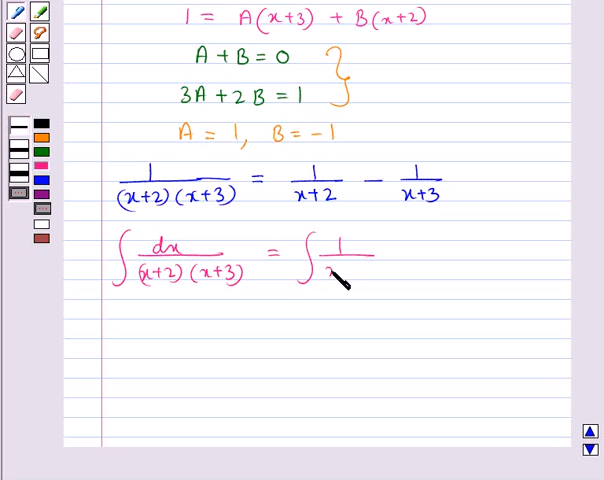 1 = A(x+3) + B(x+2)
A + B = 0
3A + 2B = 1
A = 1, B = -1
1/((x+2)(x+3)) = 1/(x+2) - 1/(x+3)
∫ dx/((x+2)(x+3)) = ∫ 1/x